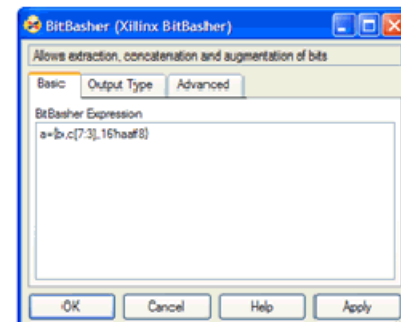 BitBasher (Xilinx BitBasher)
Allows extraction, concatenation and augmentation of bits
Basic Output Type Advanced
BitBasher Expression
a={b,c[7:3],16'haaff8}
OK Cancel Help Apply